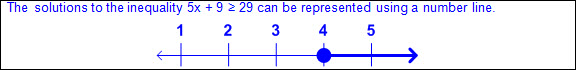 The solutions to the inequality 5x + 9 ≥ 29 can be represented using a number line.
1 2 3 4 5